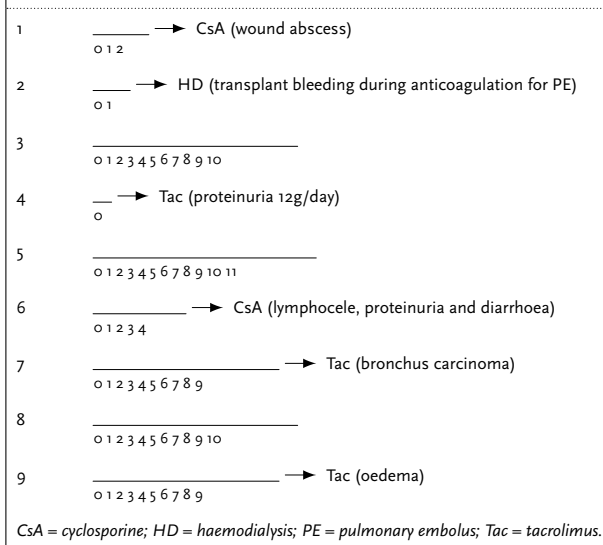 1 CsA (wound abscess)
0 1 2
2 HD (transplant bleeding during anticoagulation for PE)
0 1
3
0 1 2 3 4 5 6 7 8 9 10
4 Tac (proteinuria 12g/day)
0
5
0 1 2 3 4 5 6 7 8 9 10 11
6 CsA (lymphocele, proteinuria and diarrhoea)
0 1 2 3 4
7 Tac (bronchus carcinoma)
0 1 2 3 4 5 6 7 8 9
8
0 1 2 3 4 5 6 7 8 9 10
9 Tac (oedema)
0 1 2 3 4 5 6 7 8 9
CsA = cyclosporine; HD = haemodialysis; PE = pulmonary embolus; Tac = tacrolimus.